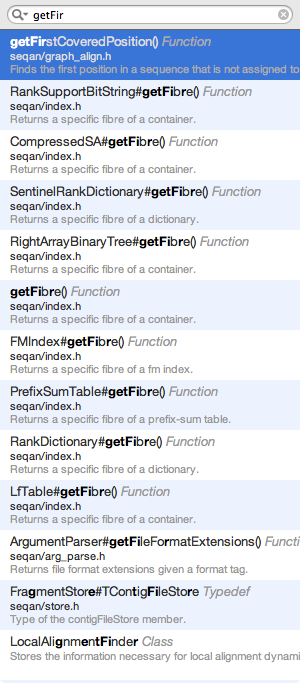 getFir
getFirstCoveredPosition() Function
seqan/graph_align.h
Finds the first position in a sequence that is not assigned to
RankSupportBitString#getFibre() Function
seqan/index.h
Returns a specific fibre of a container.
CompressedSA#getFibre() Function
seqan/index.h
Returns a specific fibre of a container.
SentinelRankDictionary#getFibre() Function
seqan/index.h
Returns a specific fibre of a dictionary.
RightArrayBinaryTree#getFibre() Function
seqan/index.h
Returns a specific fibre of a container.
getFibre() Function
seqan/index.h
Returns a specific fibre of a container.
FMIndex#getFibre() Function
seqan/index.h
Returns a specific fibre of a fm index.
PrefixSumTable#getFibre() Function
seqan/index.h
Returns a specific fibre of a prefix-sum table.
RankDictionary#getFibre() Function
seqan/index.h
Returns a specific fibre of a dictionary.
LfTable#getFibre() Function
seqan/index.h
Returns a specific fibre of a container.
ArgumentParser#getFileFormatExtensions() Functi
seqan/arg_parse.h
Returns file format extensions given a format tag.
FragmentStore#TContigFileStore Typedef
seqan/store.h
Type of the contigFileStore member.
LocalAlignmentFinder Class
Stores the information necessary for local alignment dynami